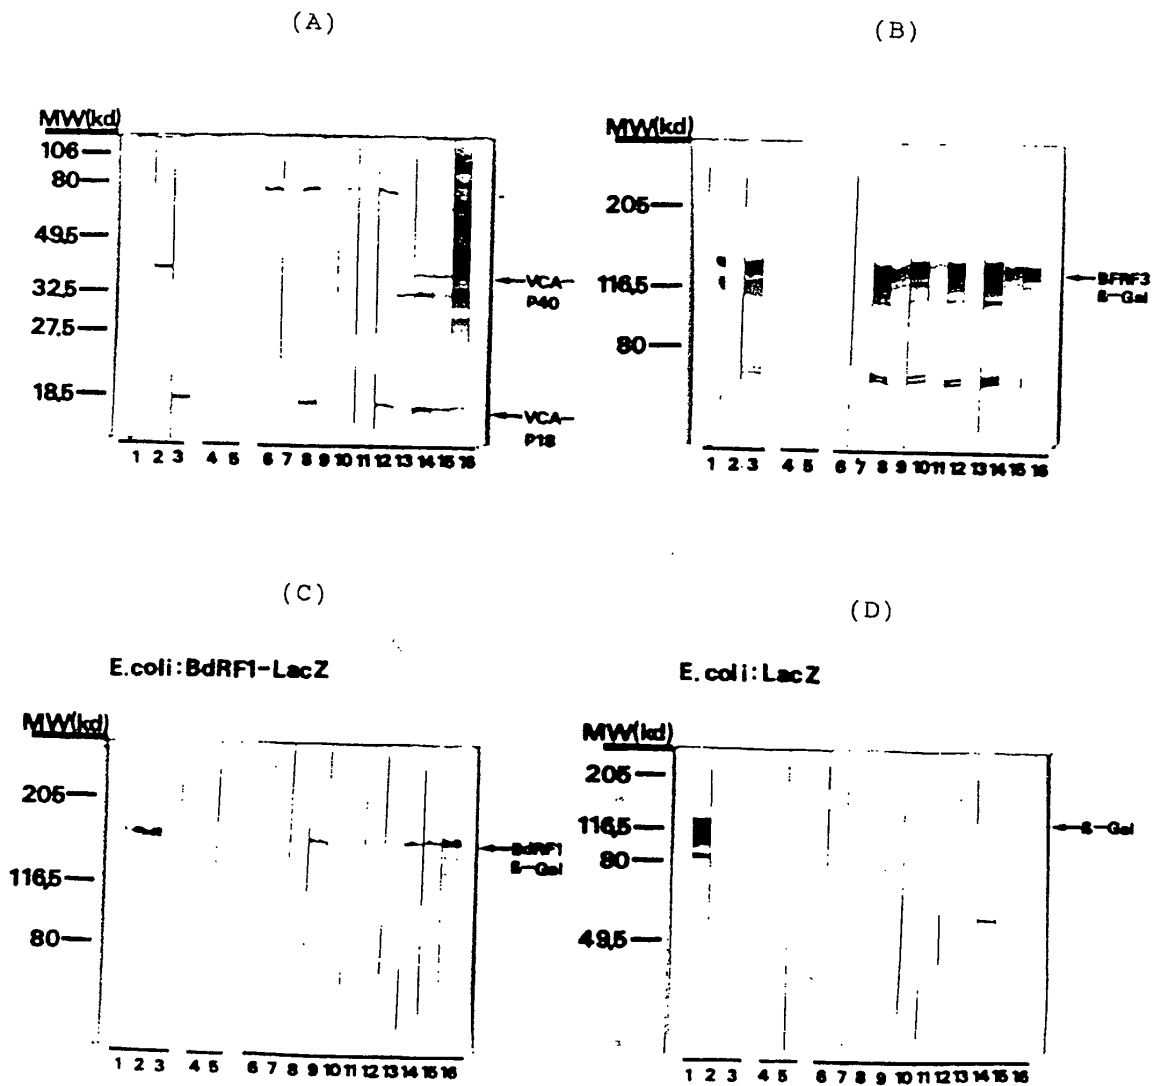 (A)
(B)
MW(kd)
106
80
49,5
32,5
27,5
18,5
VCA-
P40
VCA-
P18
1 2 3 4 5 6 7 8 9 10 11 12 13 14 15 16
MW(kd)
205
116,5
80
BFRF3
ß-Gal
1 2 3 4 5 6 7 8 9 10 11 12 13 14 15 16
(C)
(D)
E.coli:BdRF1-LacZ
MW(kd)
205
116,5
80
BdRF1
ß-Gal
1 2 3 4 5 6 7 8 9 10 11 12 13 14 15 16
E.coli:LacZ
MW(kd)
205
116,5
80
49,5
ß-Gal
1 2 3 4 5 6 7 8 9 10 11 12 13 14 15 16